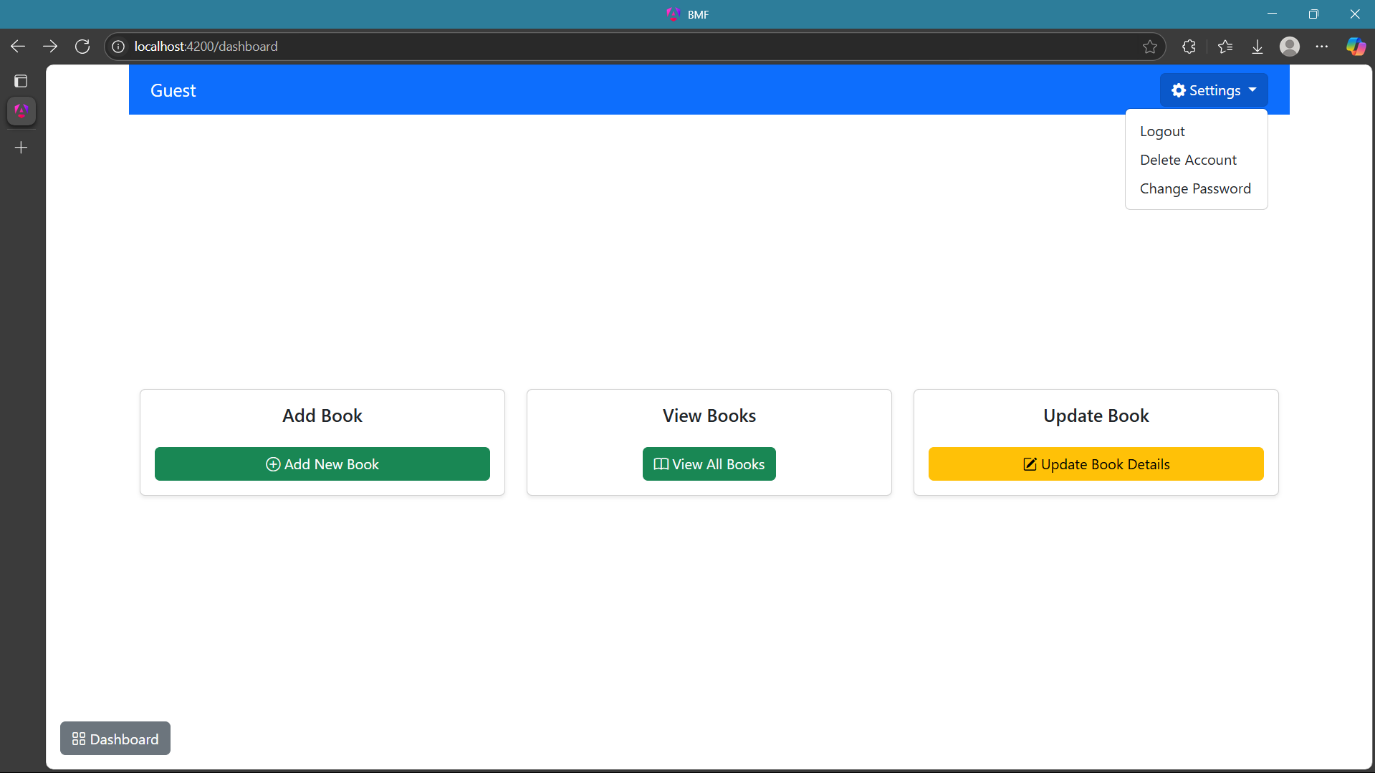 BMF
localhost:4200/dashboard
Guest
Settings
Logout
Delete Account
Change Password
Add Book
View Books
Update Book
Add New Book
View All Books
Update Book Details
Dashboard